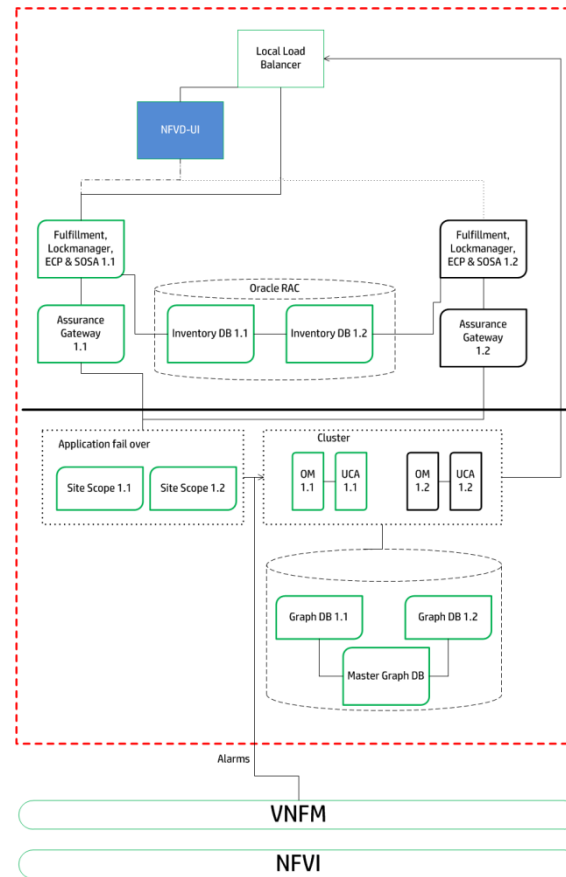 Local Load
Balancer
NFVD-UI
Fulfillment,
Lockmanager,
ECP & SOSA 1.1
Fulfillment,
Lockmanager,
ECP & SOSA 1.2
Oracle RAC
Assurance
Gateway
1.1
Inventory DB 1.1
Inventory DB 1.2
Assurance
Gateway
1.2
Application fail over
Cluster
Site Scope 1.1
Site Scope 1.2
OM
1.1
UCA
1.1
OM
1.2
UCA
1.2
Graph DB 1.1
Graph DB 1.2
Master Graph DB
Alarms
VNFM
NFVI